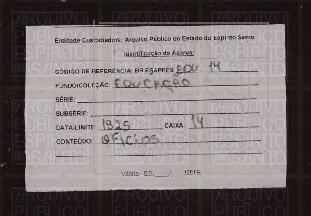 Entidade Custodiadora: Arquivo Público do Estado do Espírito Santo
Identificação do Acervo:
CÓDIGO DE REFERÊNCIA: BR ESAPEES EDU 14
FUNDO/COLEÇÃO: EDUCAÇÃO
SÉRIE:
SUBSÉRIE:
DATA-LIMITE: 1925 CAIXA: 14
CONTEÚDO: OFÍCIOS
Vitória - ES, ___/___/2019.